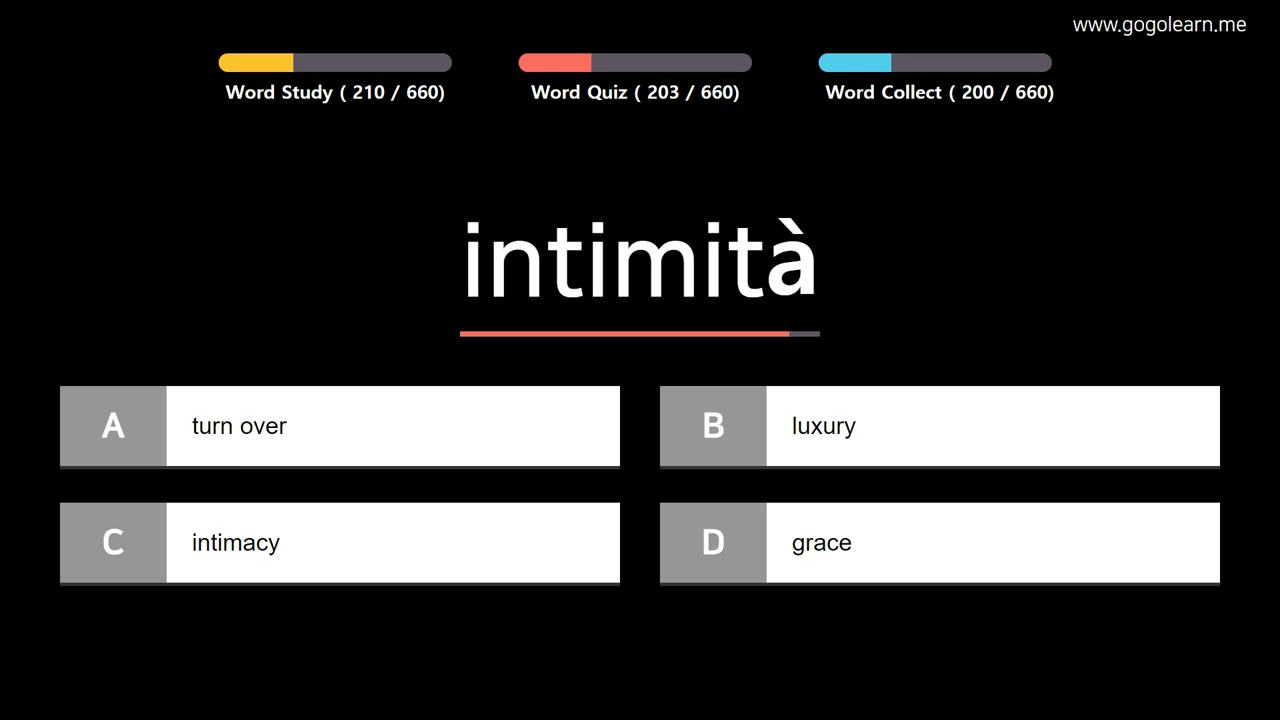 www.gogolearn.me
Word Study ( 210 / 660)
Word Quiz ( 203 / 660)
Word Collect ( 200 / 660)
intimità
A turn over
B luxury
C intimacy
D grace